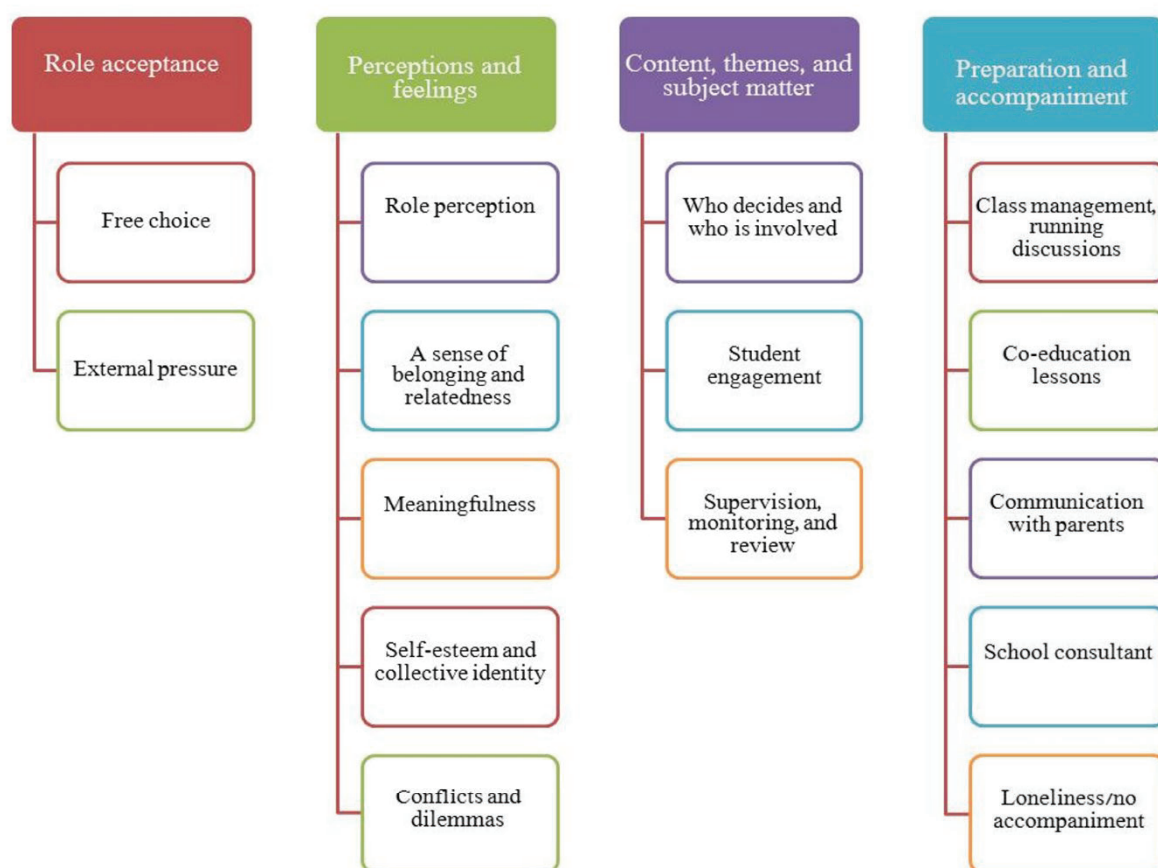 Role acceptance
Free choice
External pressure
Perceptions and
feelings
Role perception
A sense of
belonging and
relatedness
Meaningfulness
Self-esteem and
collective identity
Conflicts and
dilemmas
Content, themes, and
subject matter
Who decides and
who is involved
Student
engagement
Supervision,
monitoring, and
review
Preparation and
accompaniment
Class management,
running
discussions
Co-education
lessons
Communication
with parents
School consultant
Loneliness/no
accompaniment